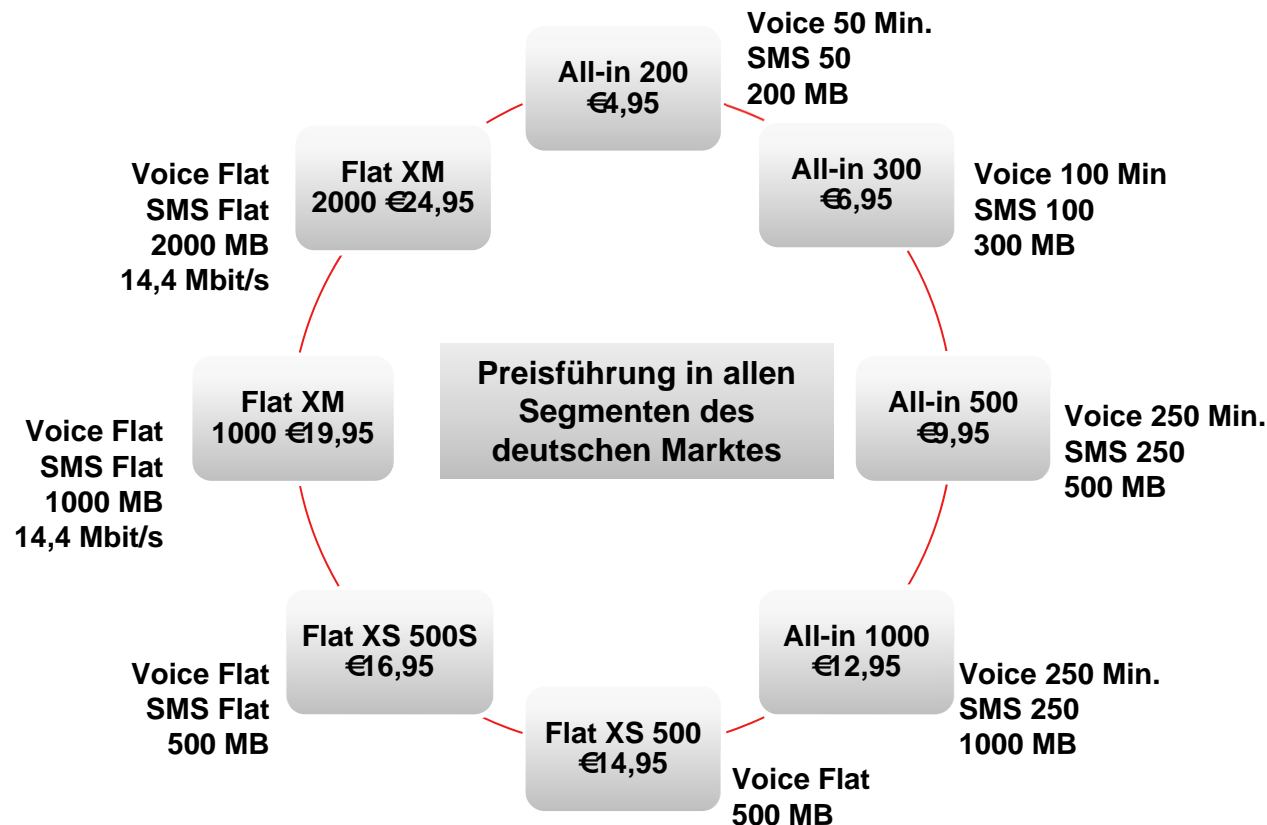 All-in 200
€4,95
Voice 50 Min.
SMS 50
200 MB
All-in 300
€6,95
Voice 100 Min
SMS 100
300 MB
All-in 500
€9,95
Voice 250 Min.
SMS 250
500 MB
All-in 1000
€12,95
Voice 250 Min.
SMS 250
1000 MB
Flat XS 500
€14,95
Voice Flat
500 MB
Flat XS 500S
€16,95
Voice Flat
SMS Flat
500 MB
Flat XM
1000 €19,95
Voice Flat
SMS Flat
1000 MB
14,4 Mbit/s
Flat XM
2000 €24,95
Voice Flat
SMS Flat
2000 MB
14,4 Mbit/s
Preisführung in allen
Segmenten des
deutschen Marktes